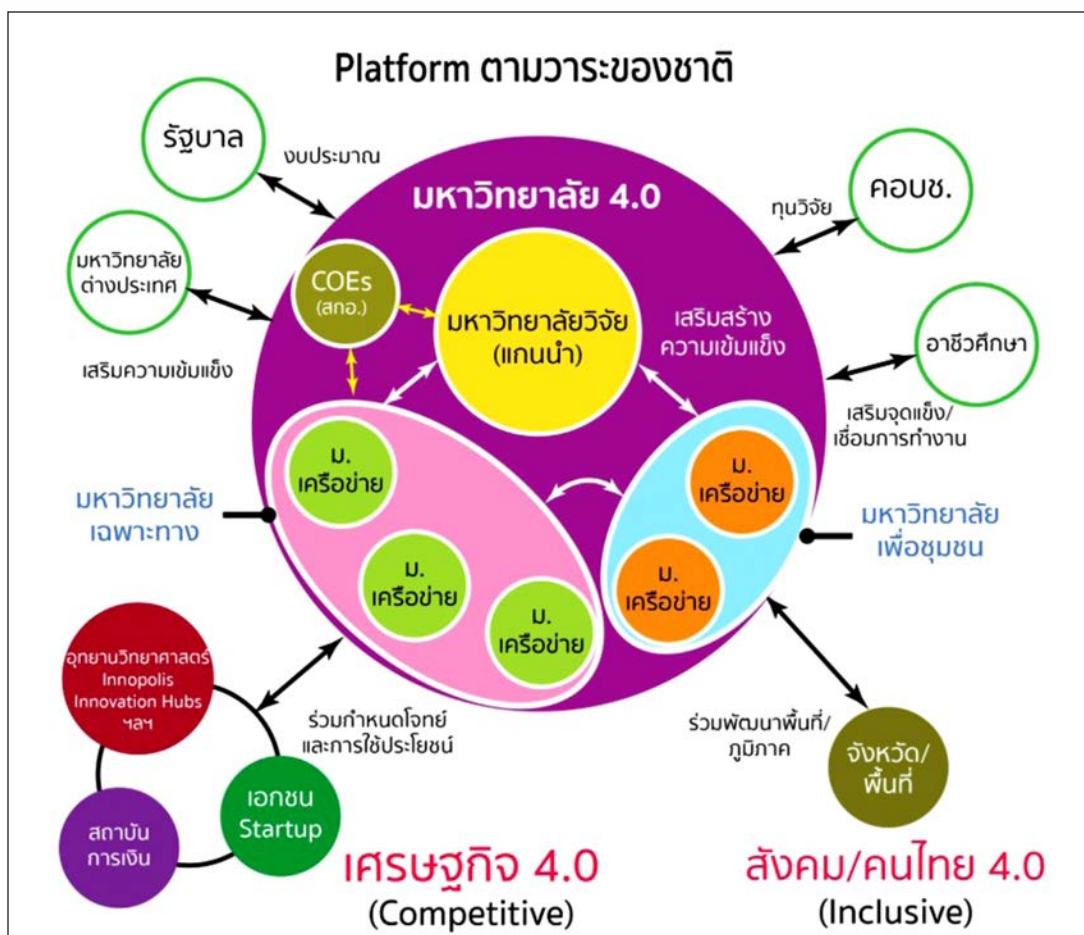 Platform ตามวาระของชาติ
รัฐบาล
งบประมาณ
มหาวิทยาลัย 4.0
ทุนวิจัย
คอบช.
มหาวิทยาลัย
ต่างประเทศ
COEs
(สกอ.)
มหาวิทยาลัยวิจัย
(แกนนำ)
เสริมสร้าง
ความเข้มแข็ง
อาชีวศึกษา
เสริมความเข้มแข็ง
เสริมจุดแข็ง/
เชื่อมการทำงาน
ม.
เครือข่าย
ม.
เครือข่าย
มหาวิทยาลัย
เฉพาะทาง
มหาวิทยาลัย
เพื่อชุมชน
ม.
เครือข่าย
ม.
เครือข่าย
ม.
เครือข่าย
อุทยานวิทยาศาสตร์
Innopolis
Innovation Hubs
ฯลฯ
ร่วมกำหนดโจทย์
และการใช้ประโยชน์
ร่วมพัฒนาพื้นที่/
ภูมิภาค
จังหวัด/
พื้นที่
เอกชน
Startup
สถาบัน
การเงิน
เศรษฐกิจ 4.0
(Competitive)
สังคม/คนไทย 4.0
(Inclusive)